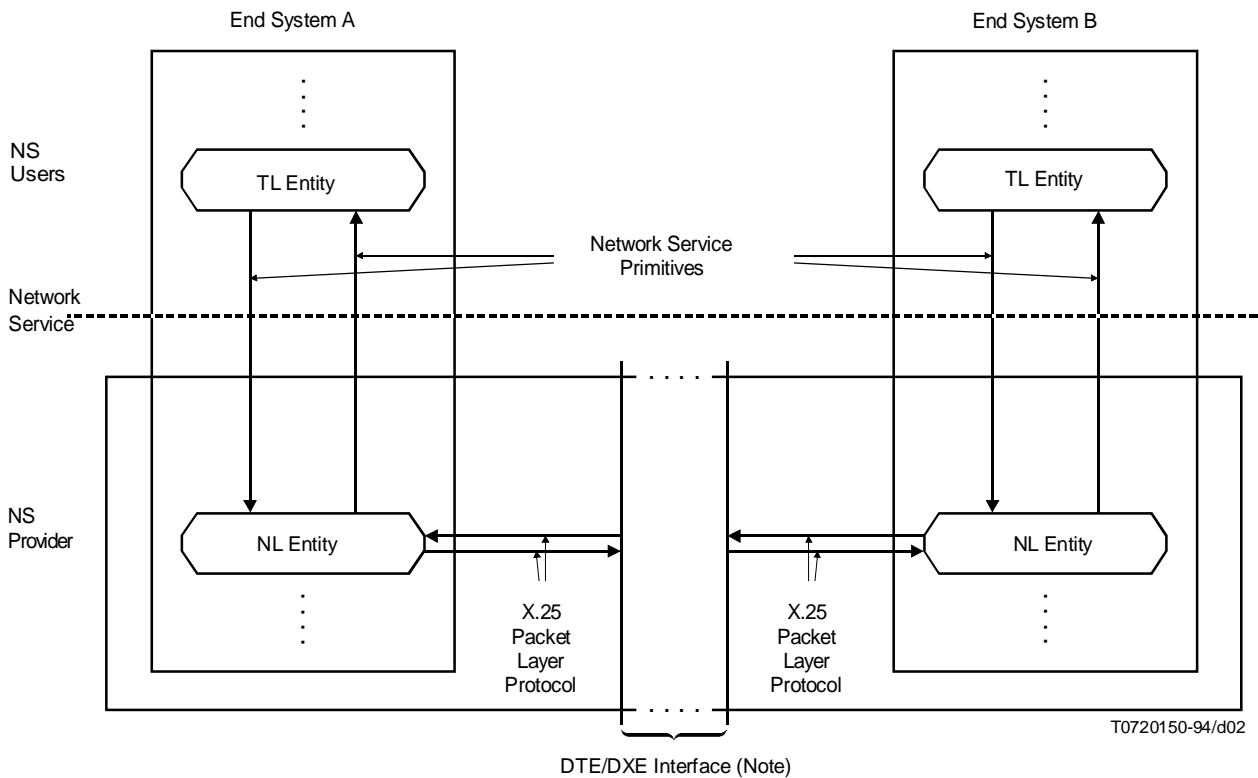 End System A
End System B
. . . .
. . . .
NS
Users
TL Entity
TL Entity
Network Service
Primitives
Network
Service
. . . .
NS
Provider
NL Entity
NL Entity
. . . .
. . . .
X.25
Packet
Layer
Protocol
X.25
Packet
Layer
Protocol
. . . .
T0720150-94/d02
DTE/DXE Interface (Note)